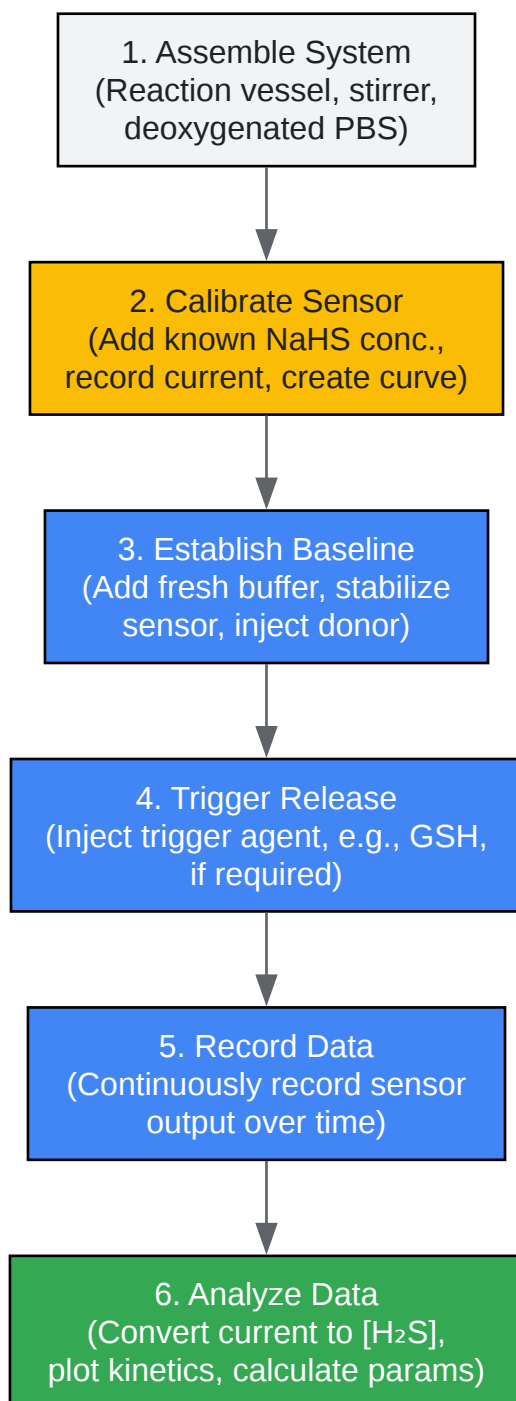 1. Assemble System
(Reaction vessel, stirrer,
deoxygenated PBS)
2. Calibrate Sensor
(Add known NaHS conc.,
record current, create curve)
3. Establish Baseline
(Add fresh buffer, stabilize
sensor, inject donor)
4. Trigger Release
(Inject trigger agent, e.g., GSH,
if required)
5. Record Data
(Continuously record sensor
output over time)
6. Analyze Data
(Convert current to [H₂S],
plot kinetics, calculate params)